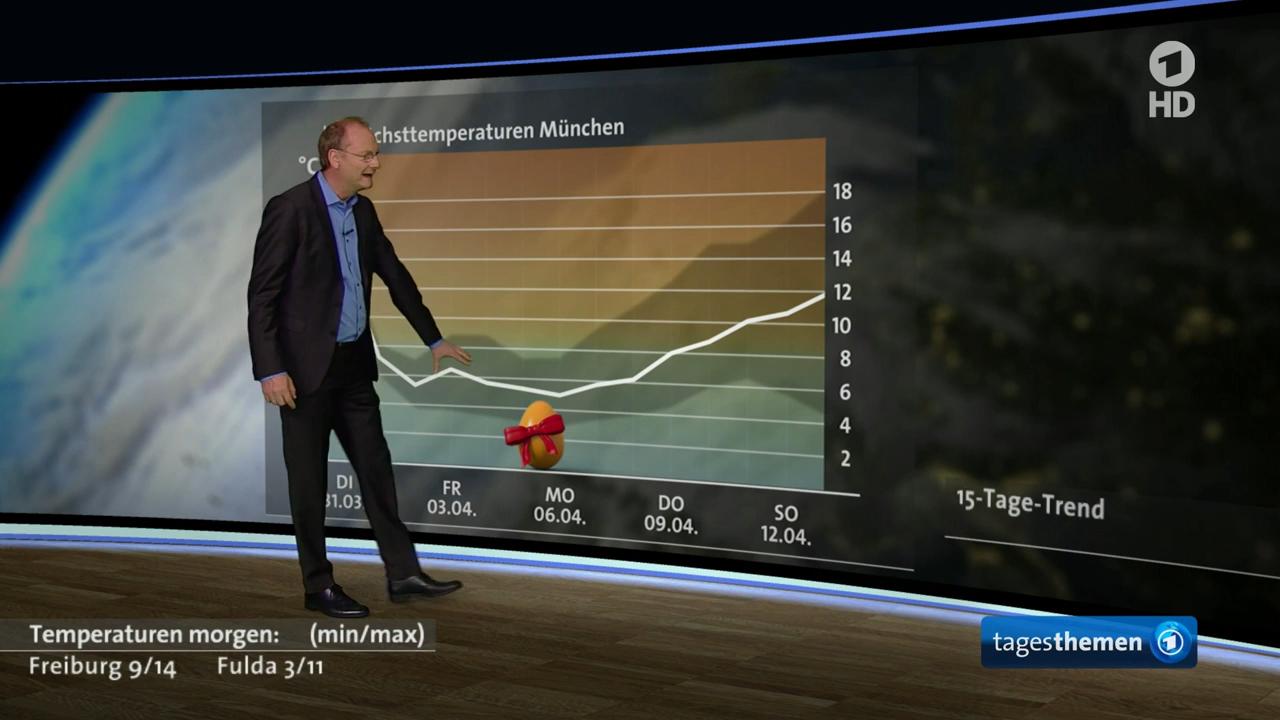 HD
chsttemperaturen München
°C
18
16
14
12
10
8
6
4
2
DI
31.03.
FR
03.04.
MO
06.04.
DO
09.04.
SO
12.04.
15-Tage-Trend
Temperaturen morgen: (min/max)
Freiburg 9/14 Fulda 3/11
tagesthemen